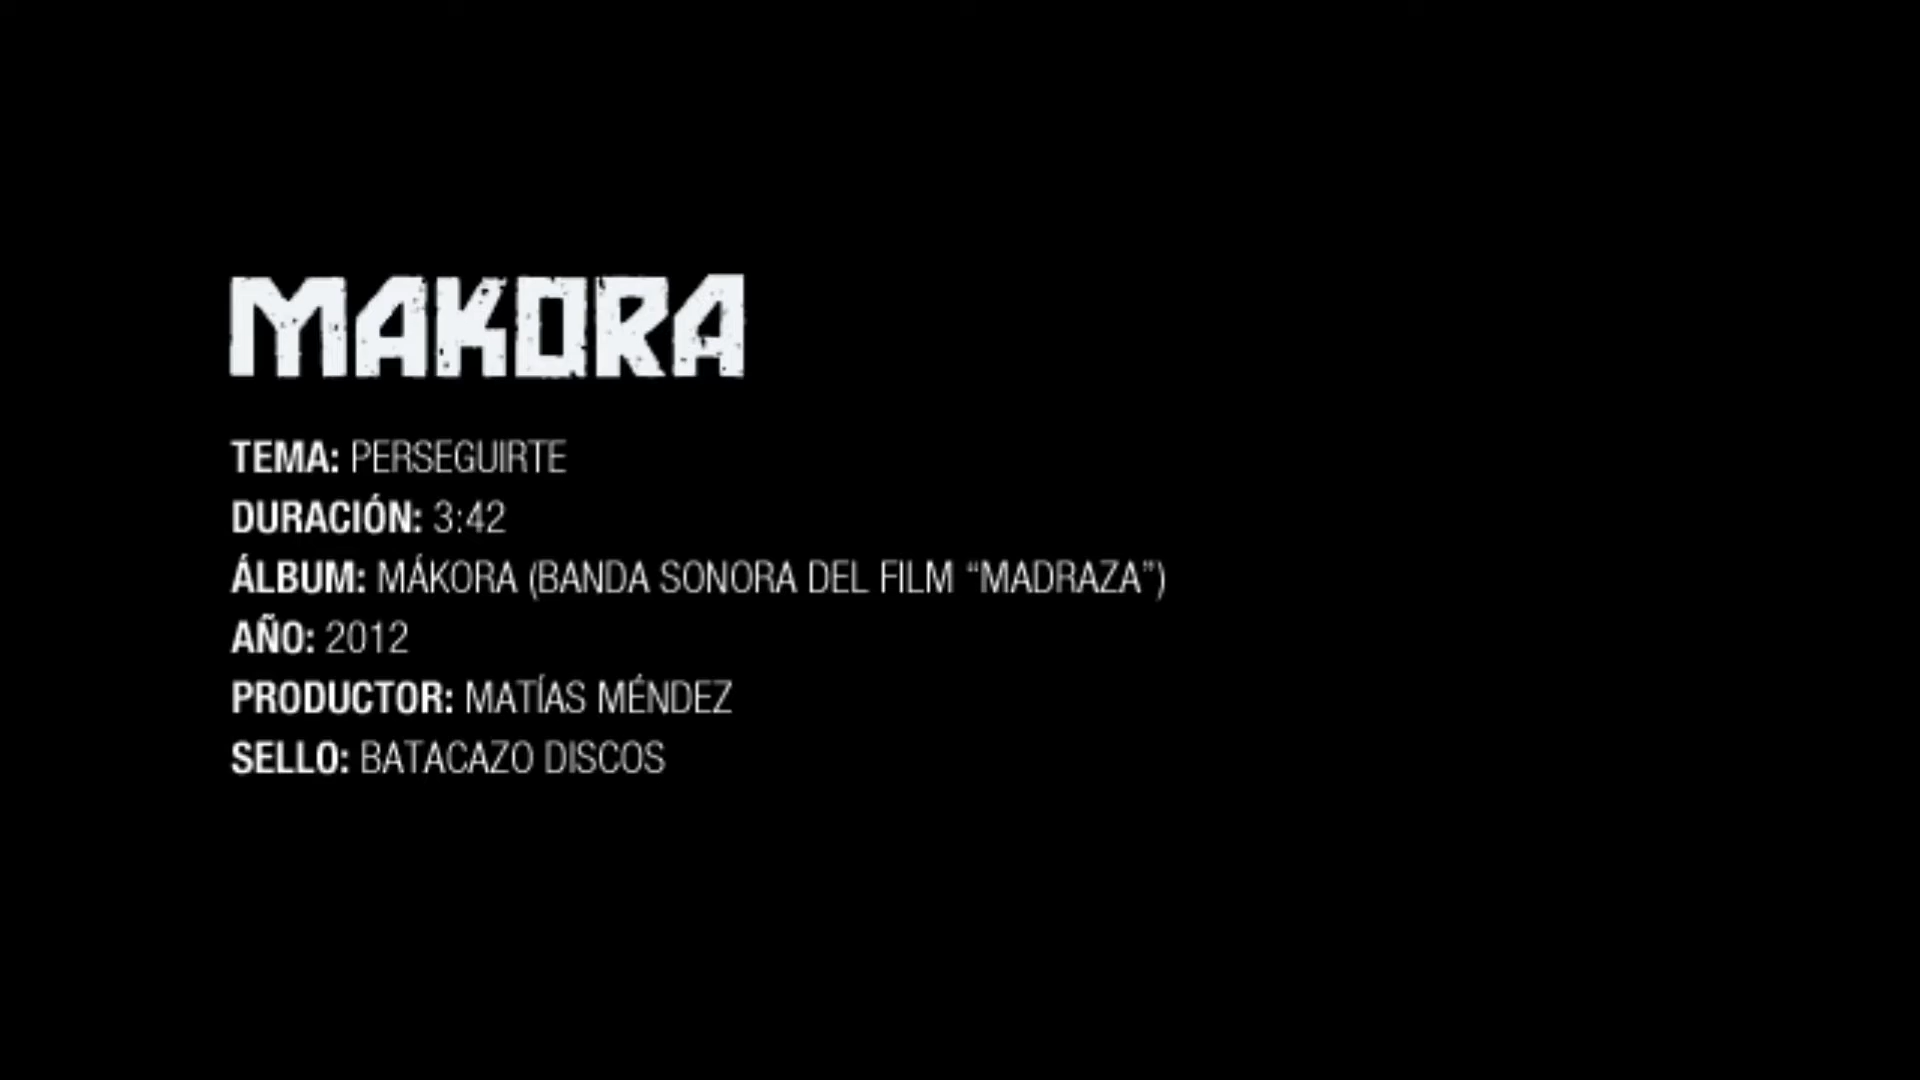 MAKORA
TEMA: PERSEGUIRTE
DURACIÓN: 3:42
ÁLBUM: MÁKORA (BANDA SONORA DEL FILM “MADRAZA”)
AÑO: 2012
PRODUCTOR: MATÍAS MÉNDEZ
SELLO: BATACAZO DISCOS